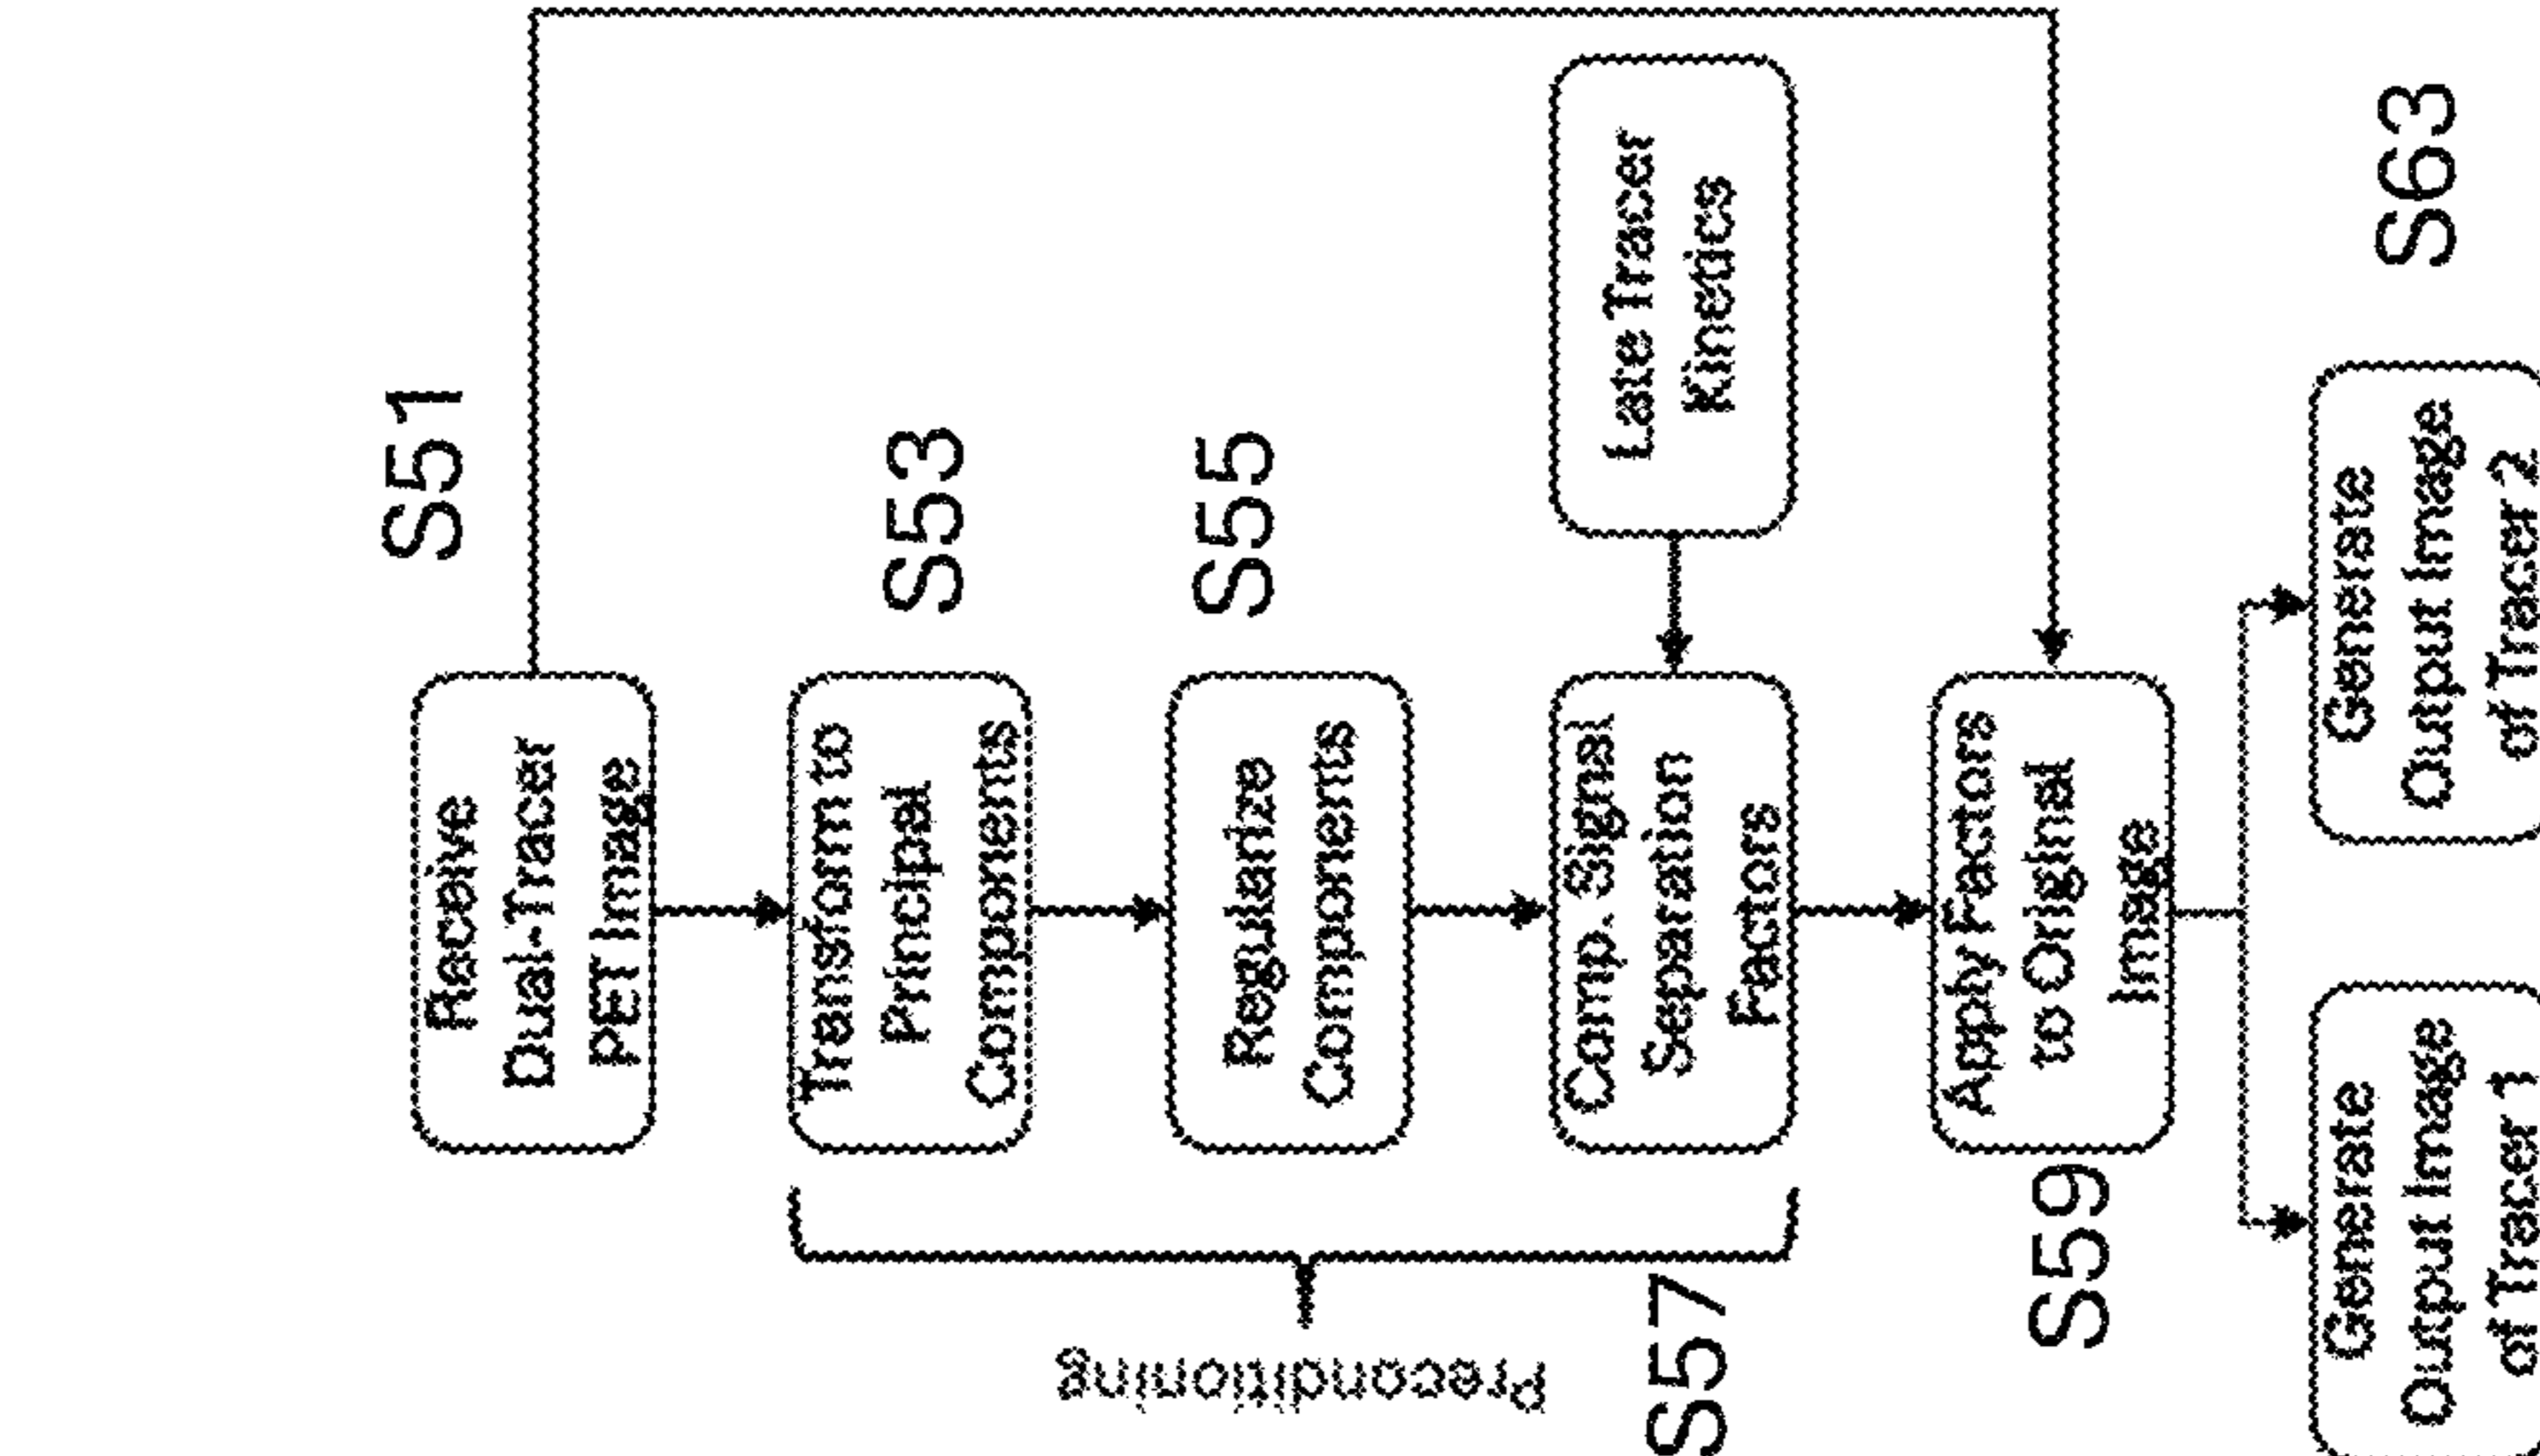 S51
Receive
Dual-Tracer
PET Image
S53
Transform to
Principal
Components
S55
Regularize
Components
Preconditioning
S57
Comp. Signal
Separation
Factors
Late Tracer
Kinetics
S59
Apply Factors
to Original
Image
Generate
Output Image
of Tracer 1
S63
Generate
Output Image
of Tracer 2